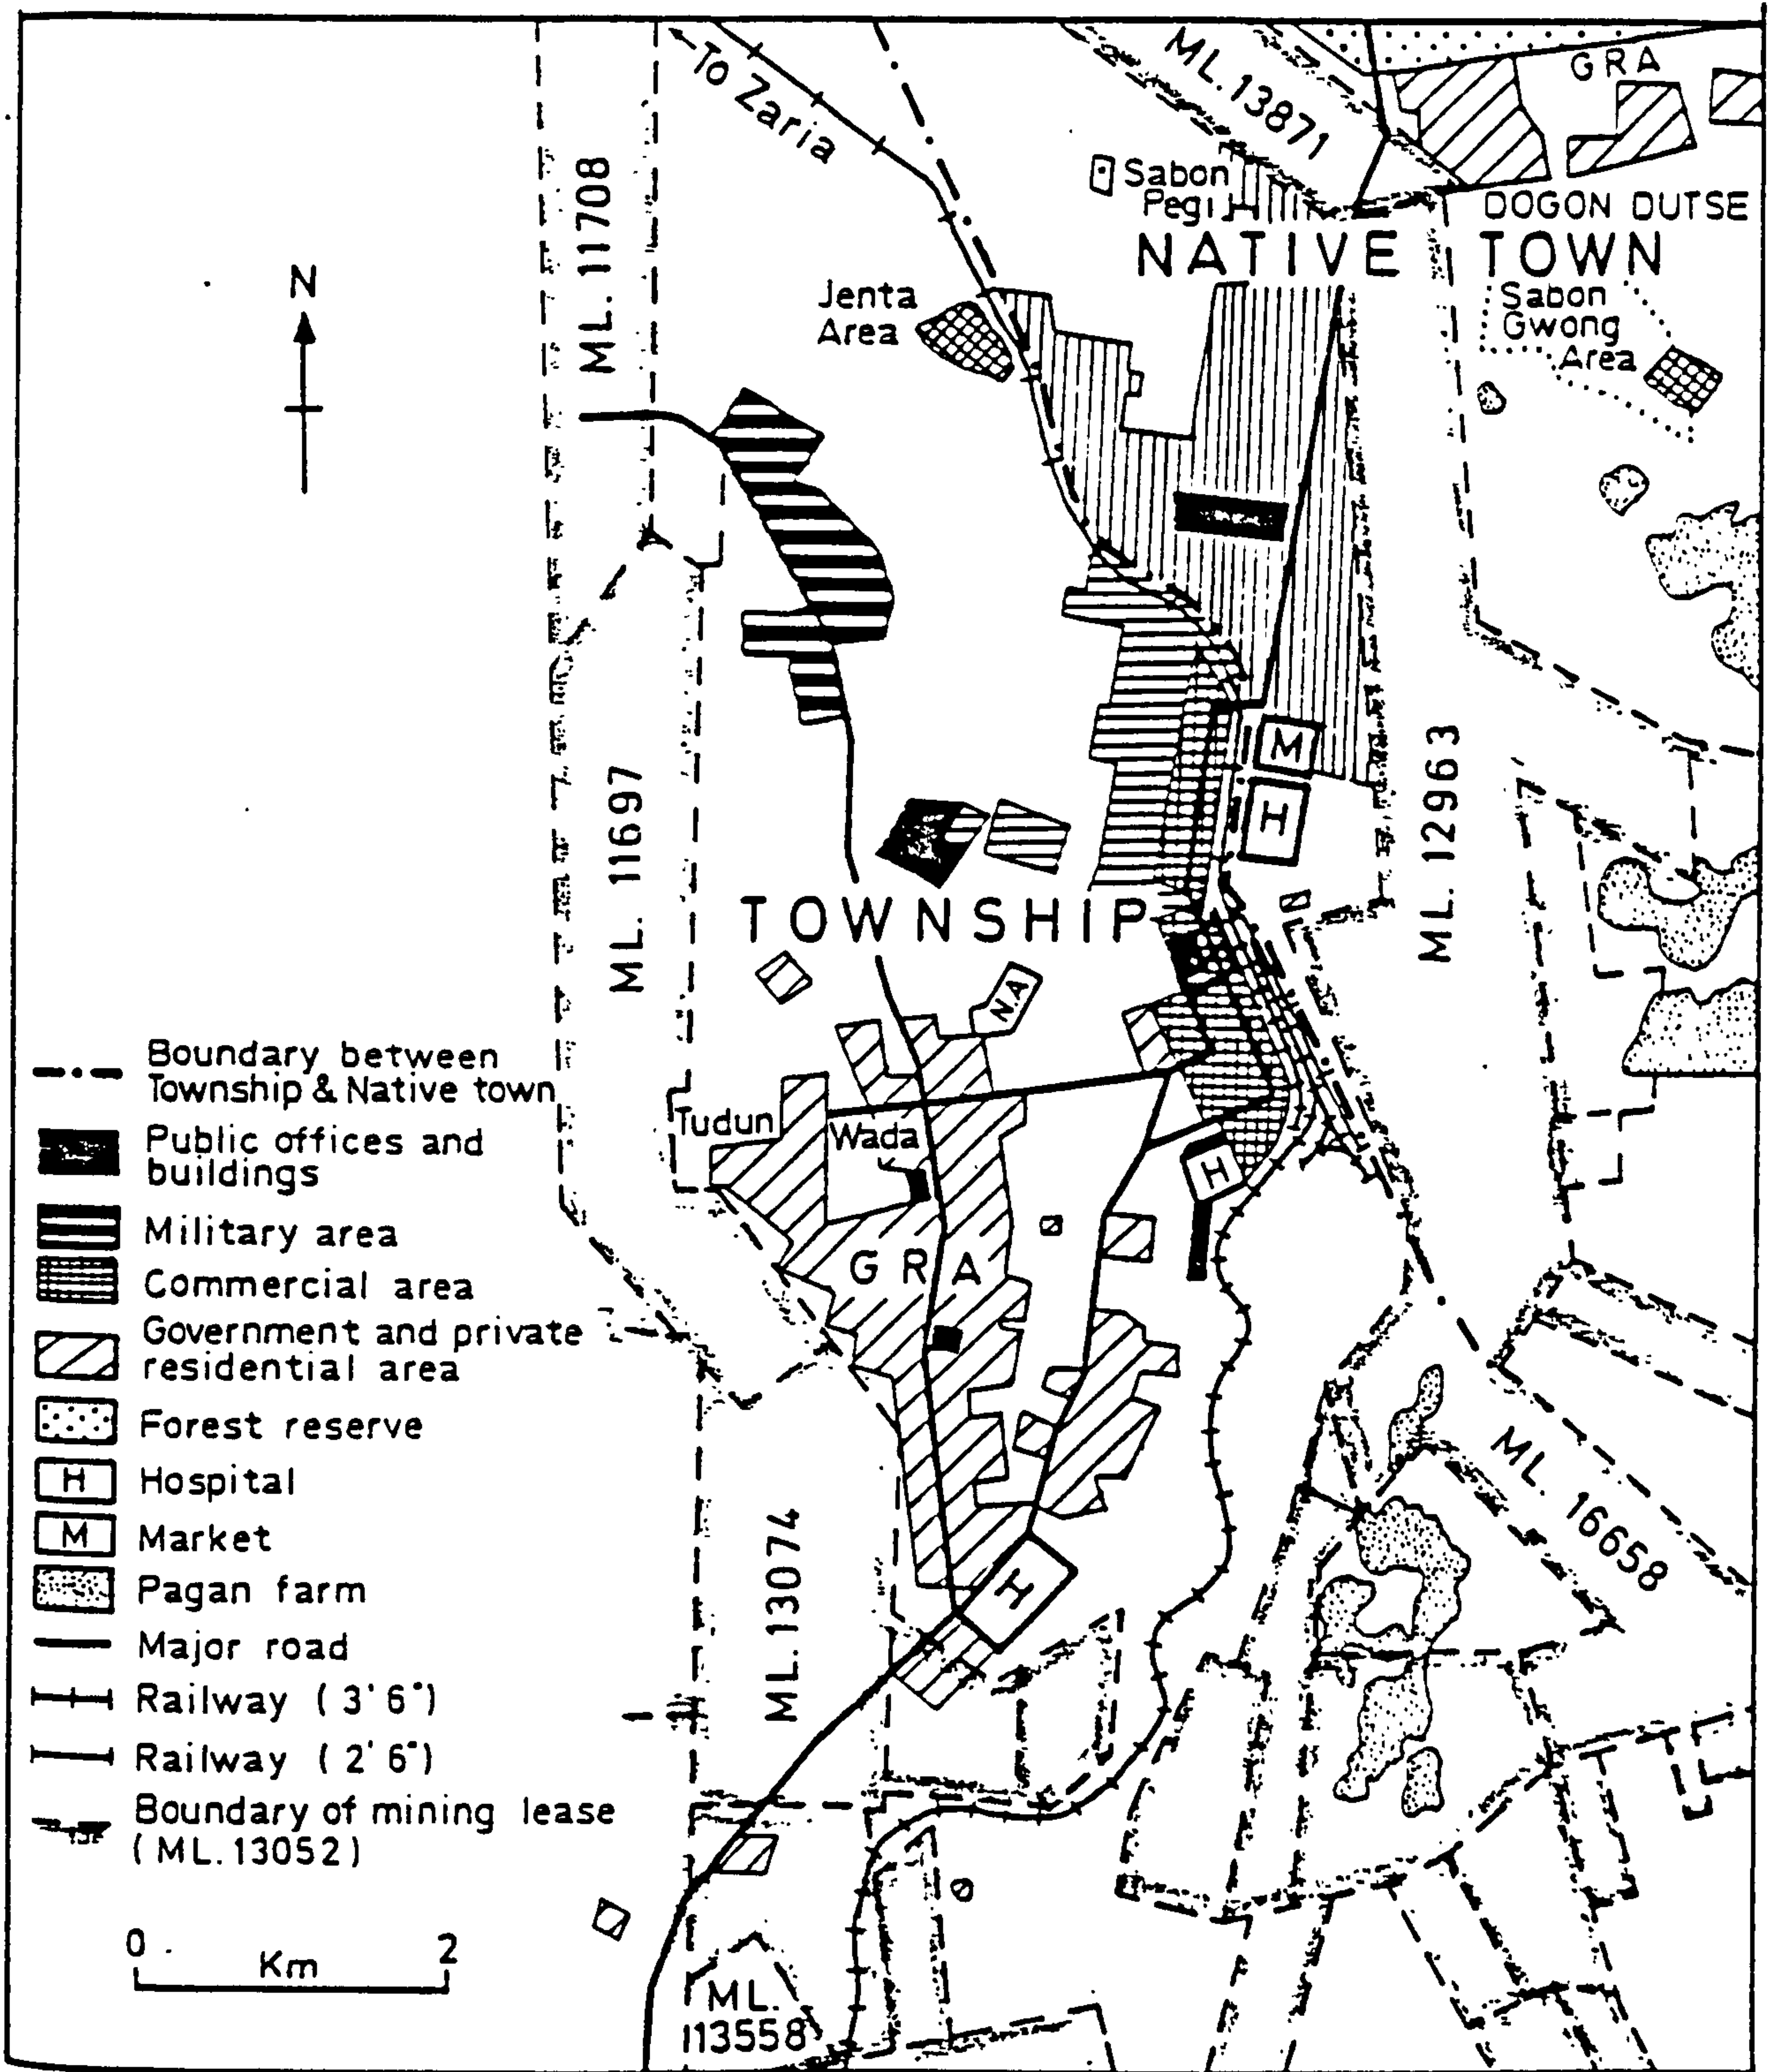 To Zaria
ML.13871
GRA
ML. 11708
Sabon
Pegi
DOGON DUTSE
NATIVE TOWN
N
Jenta
Area
Sabon
Gwong
Area
M
H
ML. 11697
ML. 12963
TOWNSHIP
N.A
Tudun
Wada
H
GRA
ML. 16658
H
ML.13074
ML.
113558
Boundary between
Township & Native town
Public offices and
buildings
Military area
Commercial area
Government and private
residential area
Forest reserve
H Hospital
M Market
Pagan farm
Major road
Railway (3'6")
Railway (2'6")
Boundary of mining lease
(ML.13052)
0 2
Km